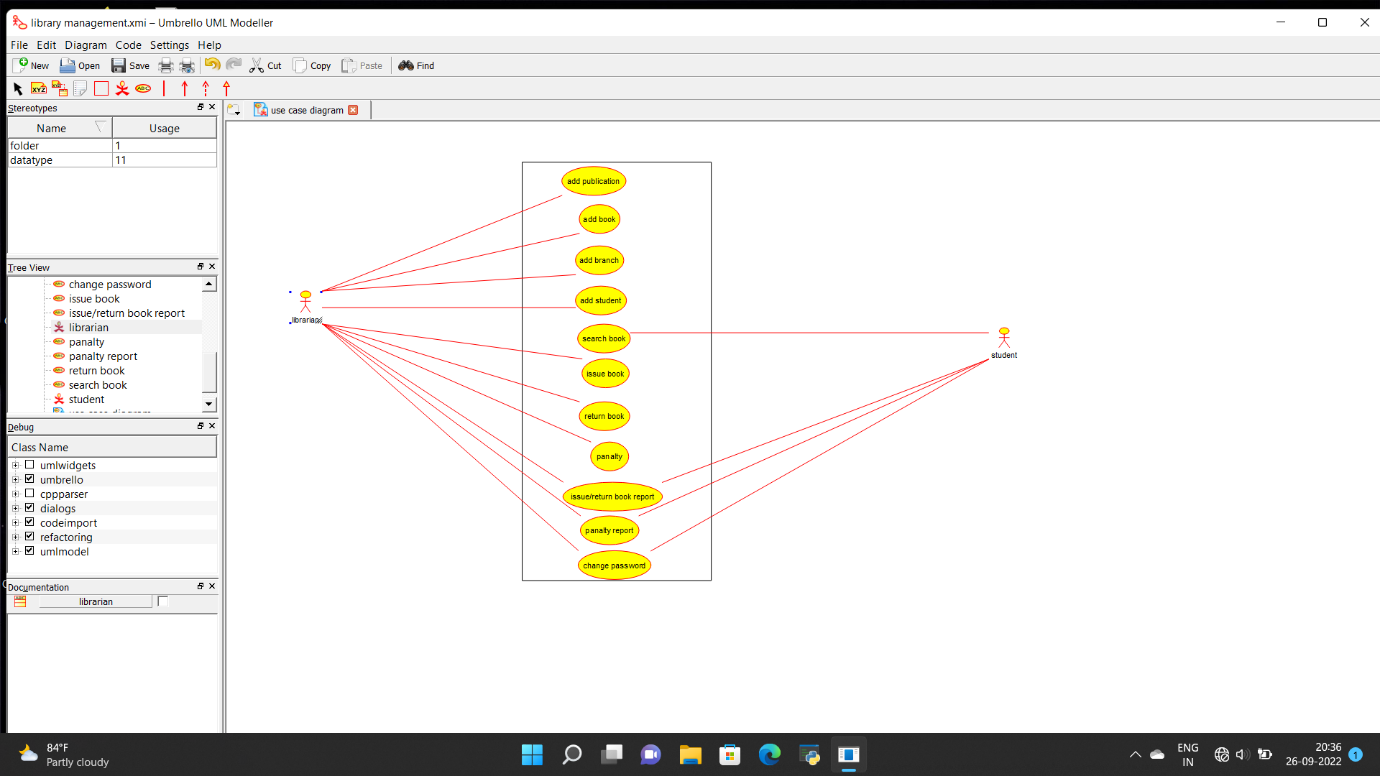 library management.xmi – Umbrello UML Modeller
File Edit Diagram Code Settings Help
New Open Save Cut Copy Paste Find
XYZ ABC
Stereotypes
use case diagram
Name Usage
folder 1
datatype 11
Tree View
change password
issue book
issue/return book report
librarian
panalty
panalty report
return book
search book
student
use case diagram
Debug
Class Name
umlwidgets
umbrello
cppparser
dialogs
codeimport
refactoring
umlmodel
Documentation
librarian
add publication
add book
add branch
add student
search book
issue book
return book
panalty
issue/return book report
panalty report
change password
librarian
student
84°F
Partly cloudy
ENG
IN
20:36
26-09-2022
1